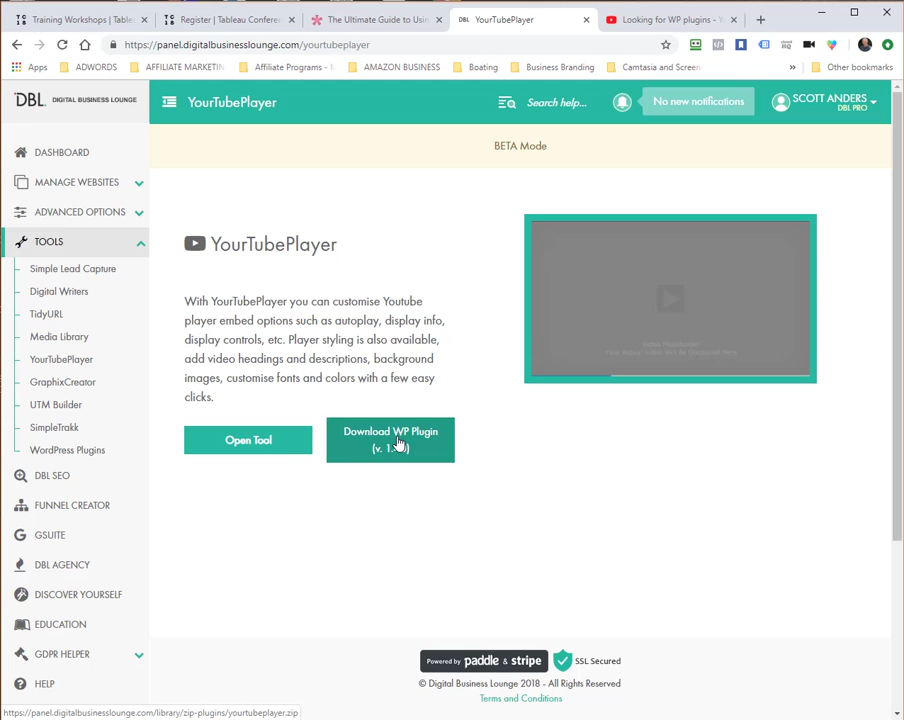 Training Workshops | Table
Register | Tableau Conferen
The Ultimate Guide to Usin
DBL YourTubePlayer
Looking for WP plugins -
https://panel.digitalbusinesslounge.com/yourtubeplayer
Apps
ADWORDS
AFFILIATE MARKETIN
Affiliate Programs - M
AMAZON BUSINESS
Boating
Business Branding
Camtasia and Screen
»
Other bookmarks
DBL DIGITAL BUSINESS LOUNGE
YourTubePlayer
Search help...
No new notifications
SCOTT ANDERS
DBL PRO
BETA Mode
DASHBOARD
MANAGE WEBSITES
ADVANCED OPTIONS
TOOLS
Simple Lead Capture
Digital Writers
TidyURL
Media Library
YourTubePlayer
GraphixCreator
UTM Builder
SimpleTrakk
WordPress Plugins
DBL SEO
FUNNEL CREATOR
GSUITE
DBL AGENCY
DISCOVER YOURSELF
EDUCATION
GDPR HELPER
HELP
YourTubePlayer
With YourTubePlayer you can customise Youtube
player embed options such as autoplay, display info,
display controls, etc. Player styling is also available,
add video headings and descriptions, background
images, customise fonts and colors with a few easy
clicks.
Open Tool
Download WP Plugin
(v. 1.
Powered by paddle & stripe
SSL Secured
© Digital Business Lounge 2018 - All Rights Reserved
Terms and Conditions
https://panel.digitalbusinesslounge.com/library/zip-plugins/yourtubeplayer.zip